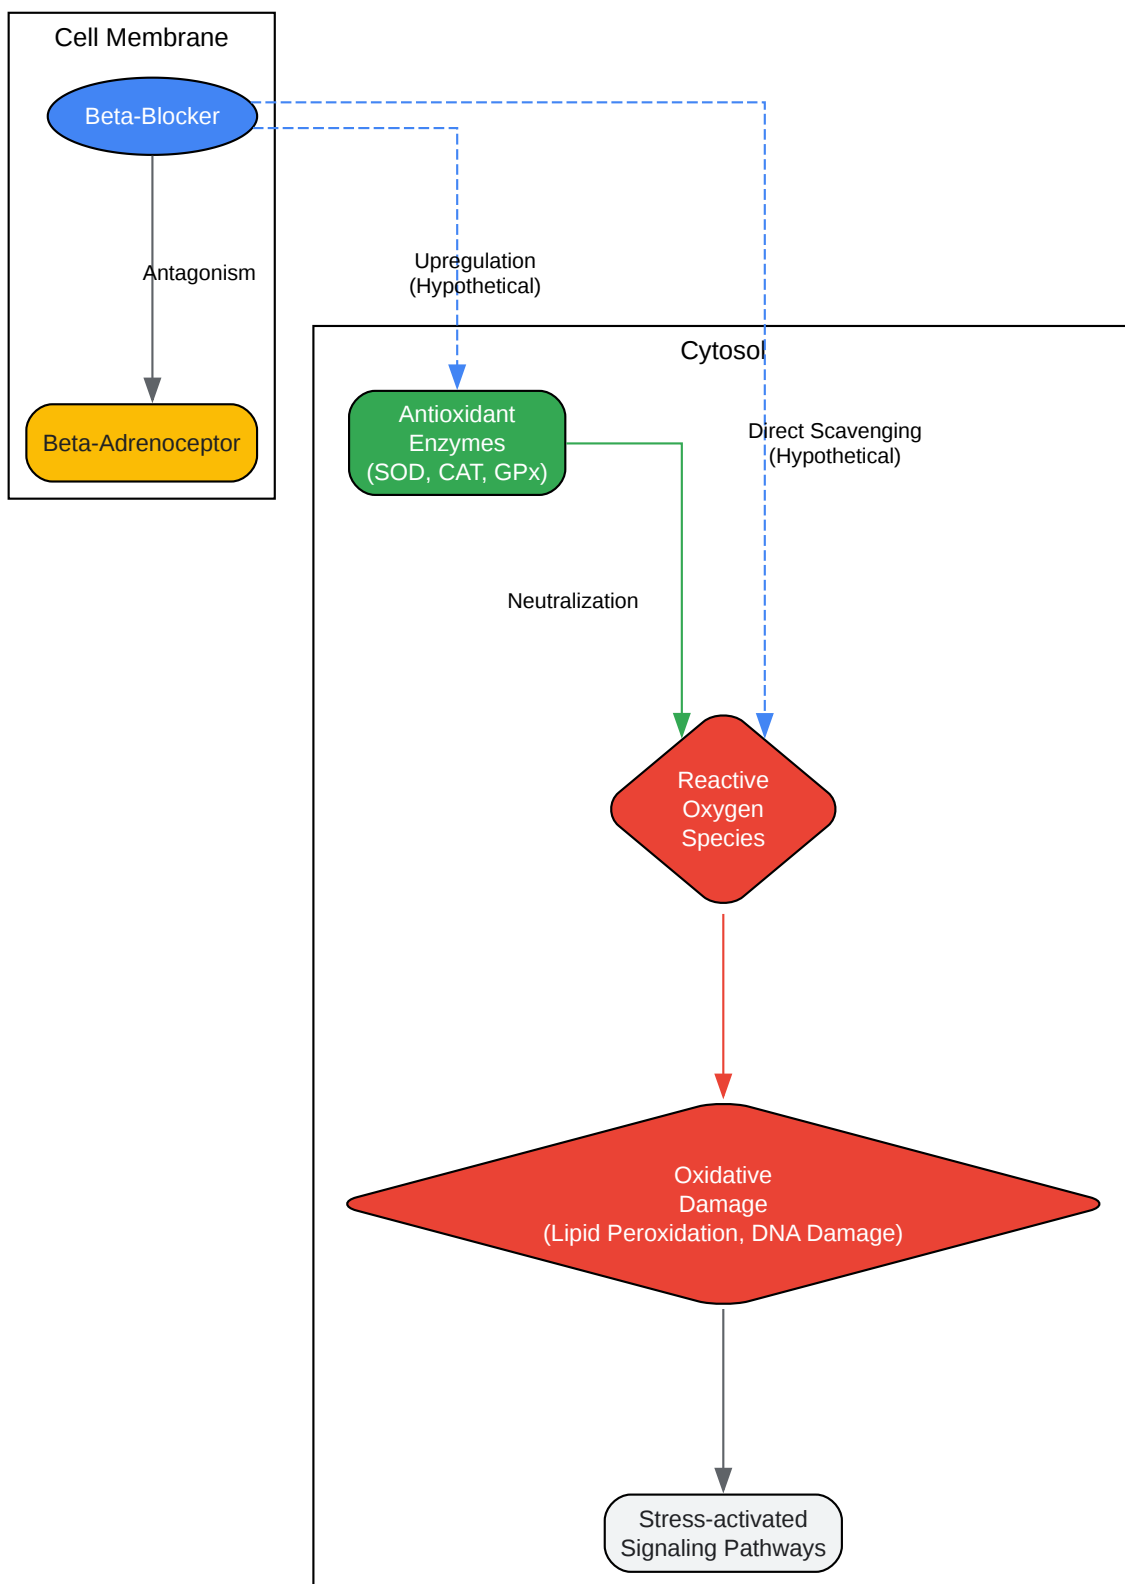 Cell Membrane
Beta-Blocker
Antagonism
Beta-Adrenoceptor
Upregulation
(Hypothetical)
Cytosol
Antioxidant
Enzymes
(SOD, CAT, GPx)
Direct Scavenging
(Hypothetical)
Neutralization
Reactive
Oxygen
Species
Oxidative
Damage
(Lipid Peroxidation, DNA Damage)
Stress-activated
Signaling Pathways